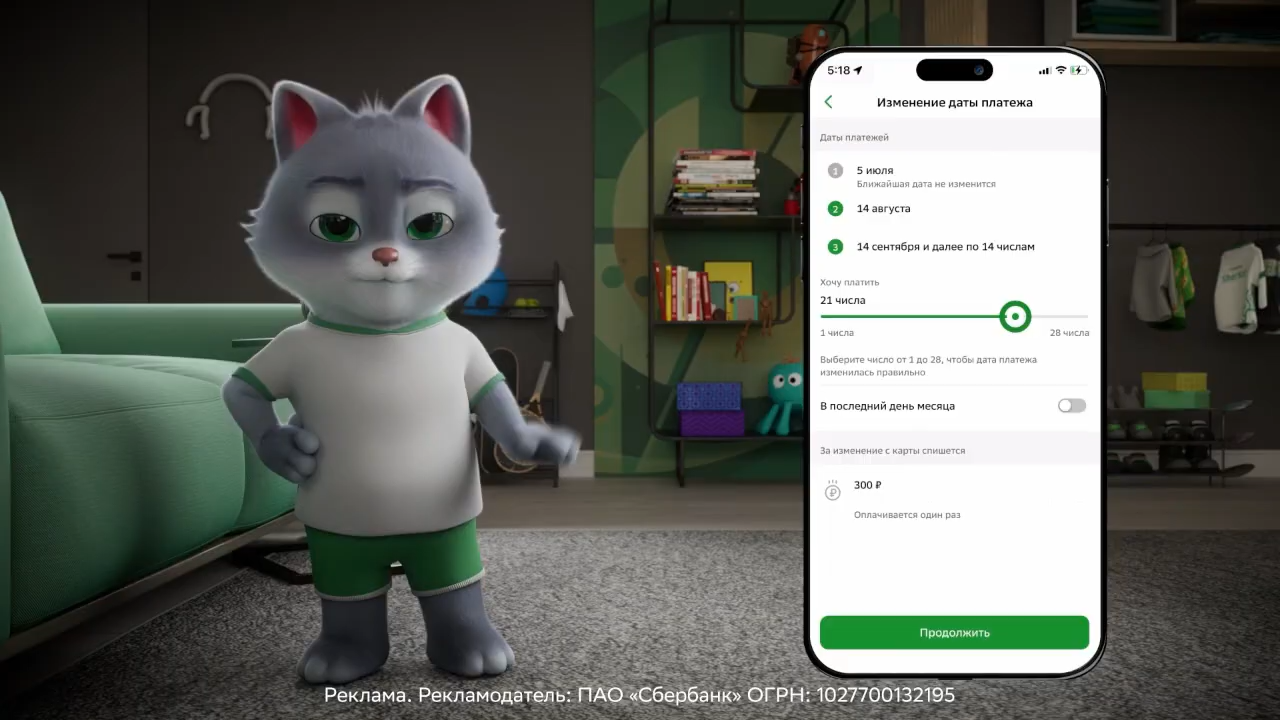 5:18
Изменение даты платежа
Даты платежей
1
5 июля
Ближайшая дата не изменится
2
14 августа
3
14 сентября и далее по 14 числам
Хочу платить
21 числа
1 числа
28 числа
Выберите число от 1 до 28, чтобы дата платежа
изменилась правильно
В последний день месяца
За изменение с карты спишется
300 ₽
Оплачивается один раз
Продолжить
Реклама. Рекламодатель: ПАО «Сбербанк» ОГРН: 1027700132195